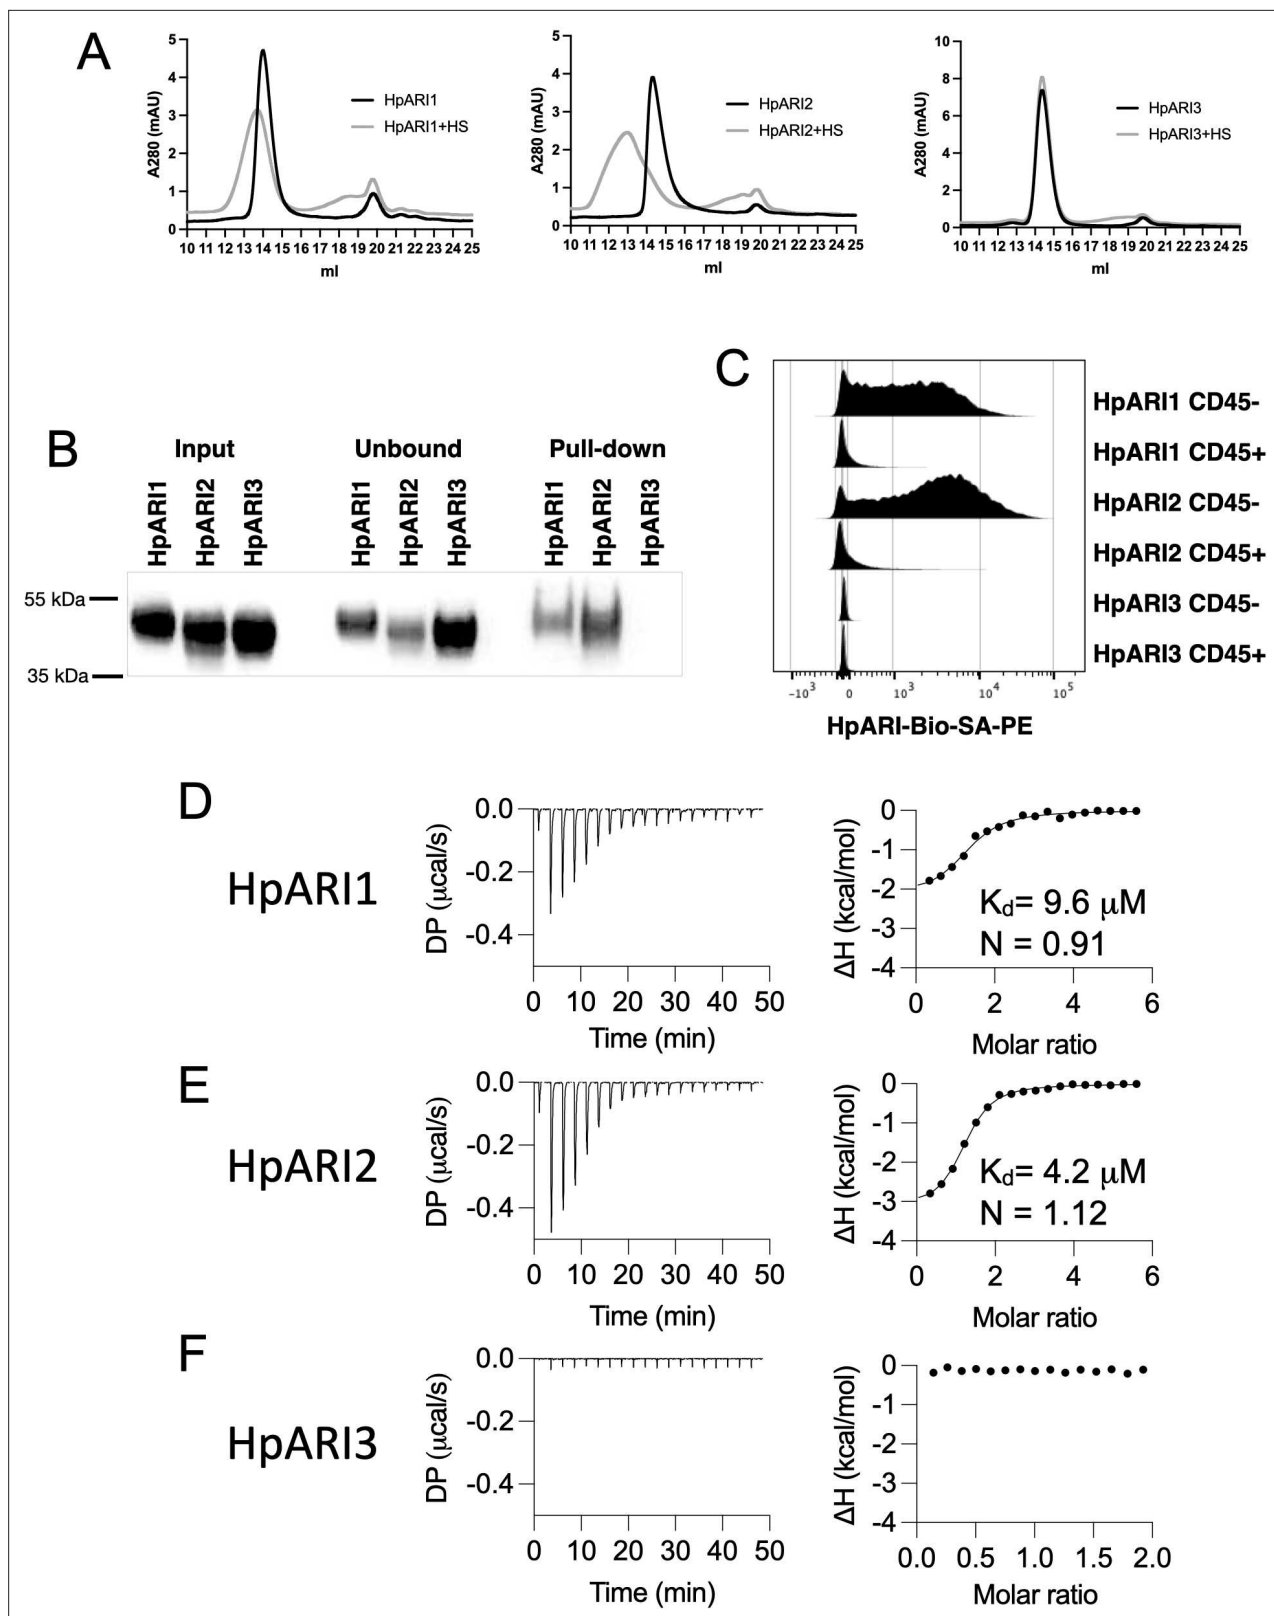 A
A280 (mAU)
5
4
3
2
1
0
HpARI1
HpARI1+HS
10 11 12 13 14 15 16 17 18 19 20 21 22 23 24 25
ml
A280 (mAU)
5
4
3
2
1
0
HpARI2
HpARI2+HS
10 11 12 13 14 15 16 17 18 19 20 21 22 23 24 25
ml
A280 (mAU)
10
8
6
4
2
0
HpARI3
HpARI3+HS
10 11 12 13 14 15 16 17 18 19 20 21 22 23 24 25
ml
B
Input Unbound Pull-down
HpARI1 HpARI2 HpARI3 HpARI1 HpARI2 HpARI3 HpARI1 HpARI2 HpARI3
55 kDa
35 kDa
C
HpARI1 CD45-
HpARI1 CD45+
HpARI2 CD45-
HpARI2 CD45+
HpARI3 CD45-
HpARI3 CD45+
-10³ 0 10³ 10⁴ 10⁵
HpARI-Bio-SA-PE
D
HpARI1
DP (μcal/s)
0.0
-0.2
-0.4
0 10 20 30 40 50
Time (min)
ΔH (kcal/mol)
0
-1
-2
-3
-4
Kd= 9.6 μM
N = 0.91
0 2 4 6
Molar ratio
E
HpARI2
DP (μcal/s)
0.0
-0.2
-0.4
0 10 20 30 40 50
Time (min)
ΔH (kcal/mol)
0
-1
-2
-3
-4
Kd= 4.2 μM
N = 1.12
0 2 4 6
Molar ratio
F
HpARI3
DP (μcal/s)
0.0
-0.2
-0.4
0 10 20 30 40 50
Time (min)
ΔH (kcal/mol)
0
-1
-2
-3
-4
0.0 0.5 1.0 1.5 2.0
Molar ratio